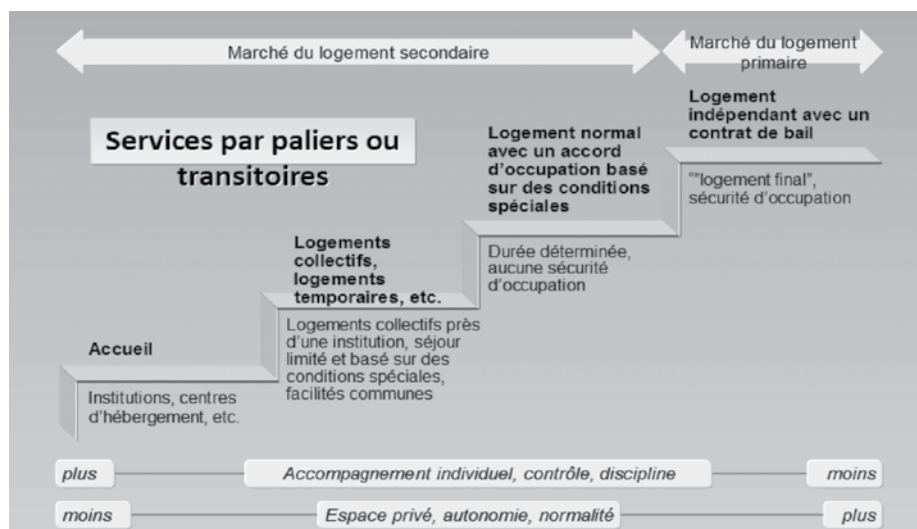 Marché du logement secondaire
Marché du logement
primaire
Services par paliers ou
transitoires
Logement
indépendant avec un
contrat de bail
""logement final",
sécurité d'occupation
Logement normal
avec un accord
d'occupation basé
sur des conditions
spéciales
Durée déterminée,
aucune sécurité
d'occupation
Logements
collectifs,
logements
temporaires, etc.
Logements collectifs près
d'une institution, séjour
limité et basé sur des
conditions spéciales,
facilités communes
Accueil
Institutions, centres
d'hébergement, etc.
plus
Accompagnement individuel, contrôle, discipline
moins
moins
Espace privé, autonomie, normalité
plus